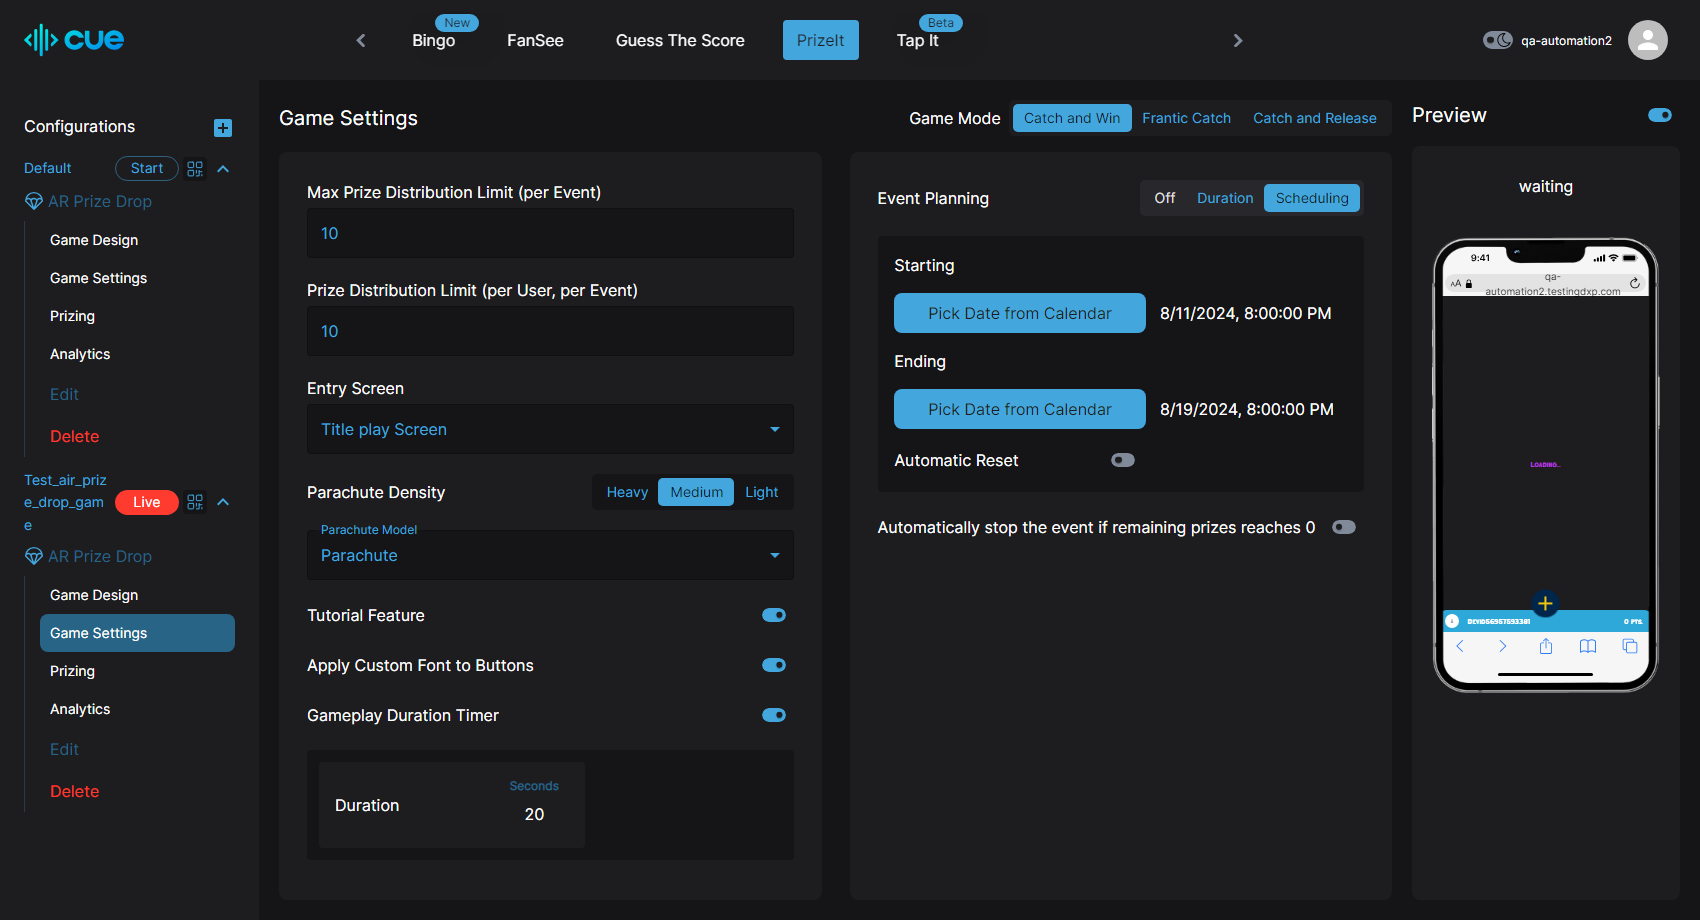 cue
New
Bingo
FanSee
Guess The Score
PrizeIt
Beta
Tap It
qa-automation2
Configurations
Default
Start
AR Prize Drop
Game Design
Game Settings
Prizing
Analytics
Edit
Delete
Test_air_priz
e_drop_gam
e
Live
AR Prize Drop
Game Design
Game Settings
Prizing
Analytics
Edit
Delete
Game Settings
Game Mode
Catch and Win
Frantic Catch
Catch and Release
Max Prize Distribution Limit (per Event)
10
Prize Distribution Limit (per User, per Event)
10
Entry Screen
Title play Screen
Parachute Density
Heavy
Medium
Light
Parachute Model
Parachute
Tutorial Feature
Apply Custom Font to Buttons
Gameplay Duration Timer
Duration
Seconds
20
Event Planning
Off
Duration
Scheduling
Starting
Pick Date from Calendar
8/11/2024, 8:00:00 PM
Ending
Pick Date from Calendar
8/19/2024, 8:00:00 PM
Automatic Reset
Automatically stop the event if remaining prizes reaches 0
Preview
waiting
9:41
AA
qa-
automation2.testingdxp.com
Loading...
0 Pts.